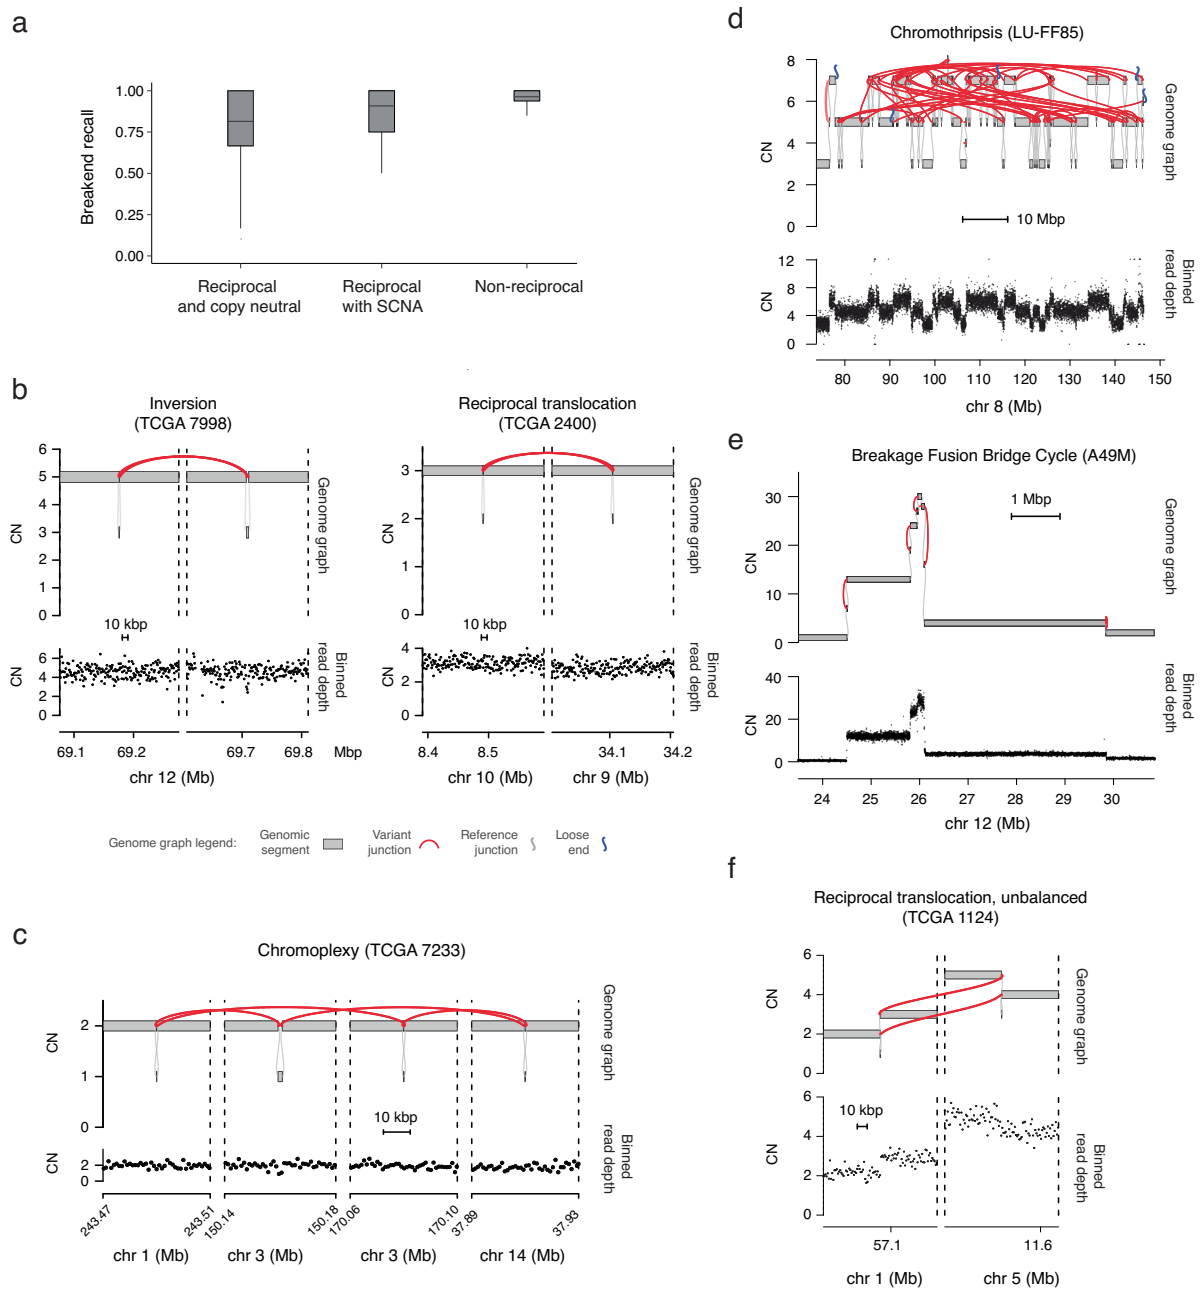 a
1.00
0.75
0.50
0.25
0.00
Breakend recall
Reciprocal
and copy neutral
Reciprocal
with SCNA
Non-reciprocal
b
Inversion
(TCGA 7998)
6
5
4
3
2
1
0
CN
Genome graph
10 kbp
6
4
2
0
CN
Binned
read depth
69.1
69.2
69.7
69.8
Mbp
chr 12 (Mb)
Reciprocal translocation
(TCGA 2400)
3
2
1
0
CN
Genome graph
10 kbp
4
2
0
CN
Binned
read depth
8.4
8.5
34.1
34.2
chr 10 (Mb)
chr 9 (Mb)
Genome graph legend:
Genomic
segment
Variant
junction
Reference
junction
Loose
end
c
Chromoplexy (TCGA 7233)
2
1
0
CN
Genome graph
10 kbp
2
0
CN
Binned
read depth
243.47
243.51
150.14
150.18
170.06
170.10
37.89
37.93
chr 1 (Mb)
chr 3 (Mb)
chr 3 (Mb)
chr 14 (Mb)
d
Chromothripsis (LU-FF85)
8
6
4
2
0
CN
Genome graph
10 Mbp
12
8
4
0
CN
Binned
read depth
80
90
100
110
120
130
140
150
chr 8 (Mb)
e
Breakage Fusion Bridge Cycle (A49M)
30
20
10
0
CN
Genome graph
1 Mbp
40
20
0
CN
Binned
read depth
24
25
26
27
28
29
30
chr 12 (Mb)
f
Reciprocal translocation, unbalanced
(TCGA 1124)
6
4
2
0
CN
Genome graph
6
4
2
0
CN
10 kbp
Binned
read depth
57.1
11.6
chr 1 (Mb)
chr 5 (Mb)